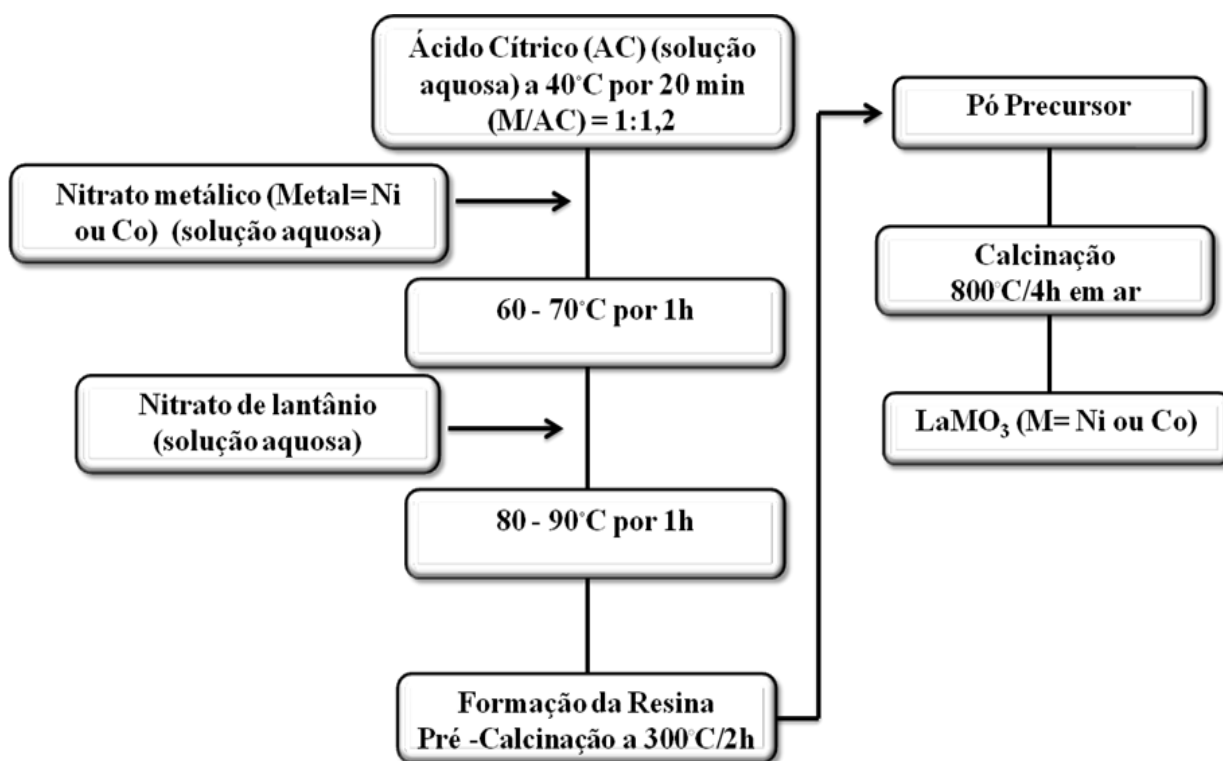 Ácido Cítrico (AC) (solução
aquosa) a 40°C por 20 min
(M/AC) = 1:1,2
Nitrato metálico (Metal= Ni
ou Co) (solução aquosa)
60 - 70°C por 1h
Nitrato de lantânio
(solução aquosa)
80 - 90°C por 1h
Formação da Resina
Pré -Calcinação a 300°C/2h
Pó Precursor
Calcinação
800°C/4h em ar
LaMO₃ (M= Ni ou Co)